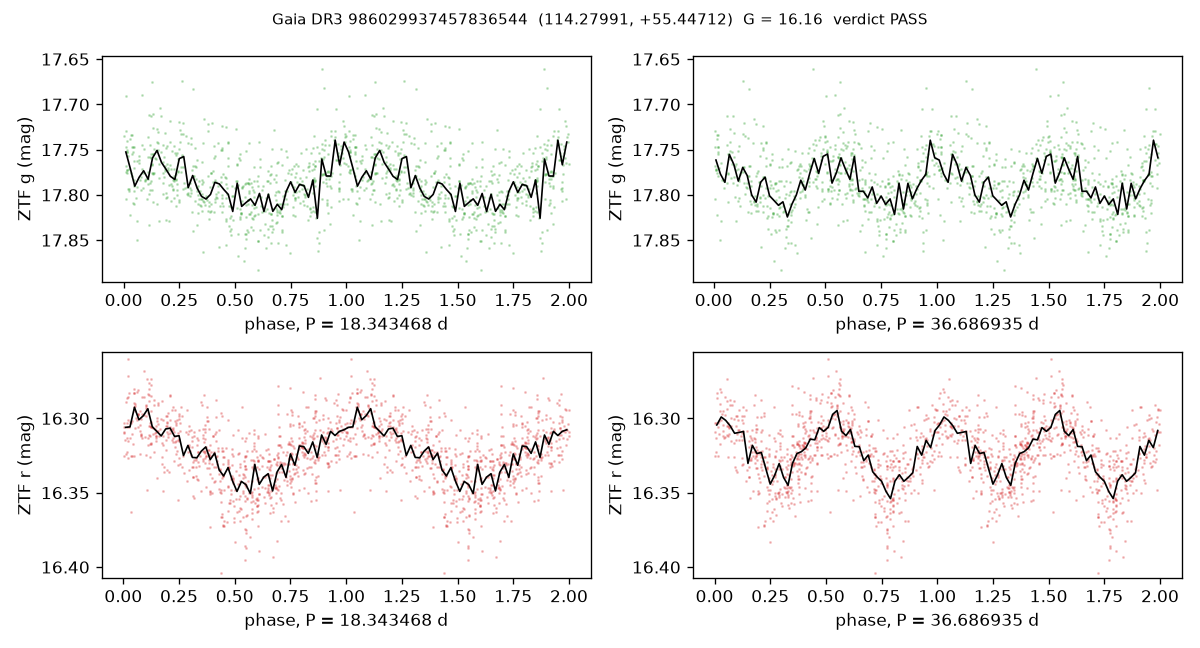 Gaia DR3 986029937457836544 (114.27991, +55.44712) G = 16.16 verdict PASS
ZTF g (mag)
17.65
17.70
17.75
17.80
17.85
0.00 0.25 0.50 0.75 1.00 1.25 1.50 1.75 2.00
phase, P = 18.343468 d
ZTF g (mag)
17.65
17.70
17.75
17.80
17.85
0.00 0.25 0.50 0.75 1.00 1.25 1.50 1.75 2.00
phase, P = 36.686935 d
ZTF r (mag)
16.30
16.35
16.40
0.00 0.25 0.50 0.75 1.00 1.25 1.50 1.75 2.00
phase, P = 18.343468 d
ZTF r (mag)
16.30
16.35
16.40
0.00 0.25 0.50 0.75 1.00 1.25 1.50 1.75 2.00
phase, P = 36.686935 d